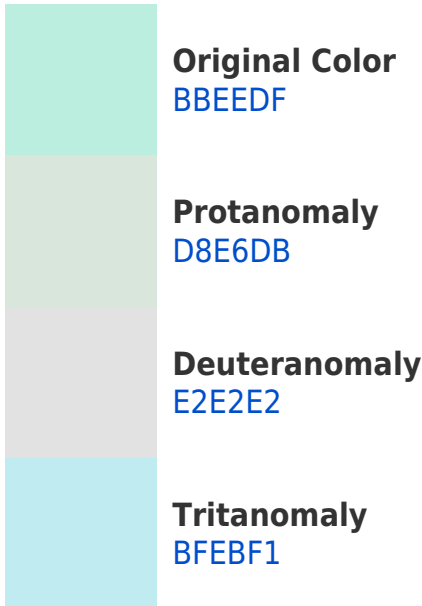 Original Color
BBEEDF
Protanomaly
D8E6DB
Deuteranomaly
E2E2E2
Tritanomaly
BFEBF1